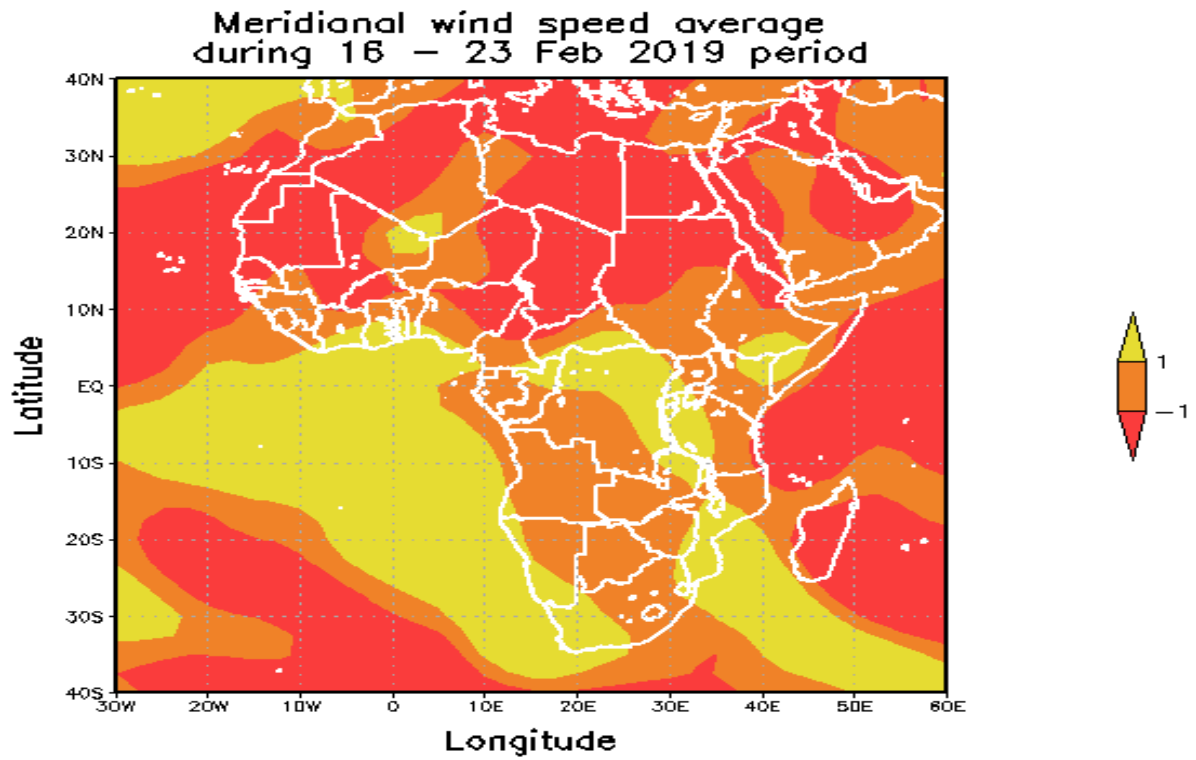 Meridianal wind speed average
during 16 – 23 Feb 2019 period
40N
30N
20N
10N
EQ
10S
20S
30S
40S
Latitude
30W 20W 10W 0 10E 20E 30E 40E 50E 60E
Longitude
1
−1